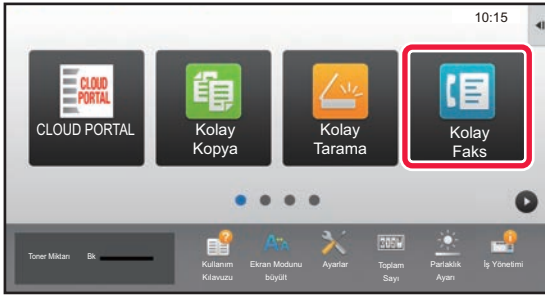 10:15
CLOUD
PORTAL
CLOUD PORTAL
Kolay
Kopya
Kolay
Tarama
Kolay
Faks
Toner Miktarı
Bk
Kullanım
Kılavuzu
Ekran Modunu
büyült
Ayarlar
Toplam
Sayı
Parlaklık
Ayarı
İş Yönetimi